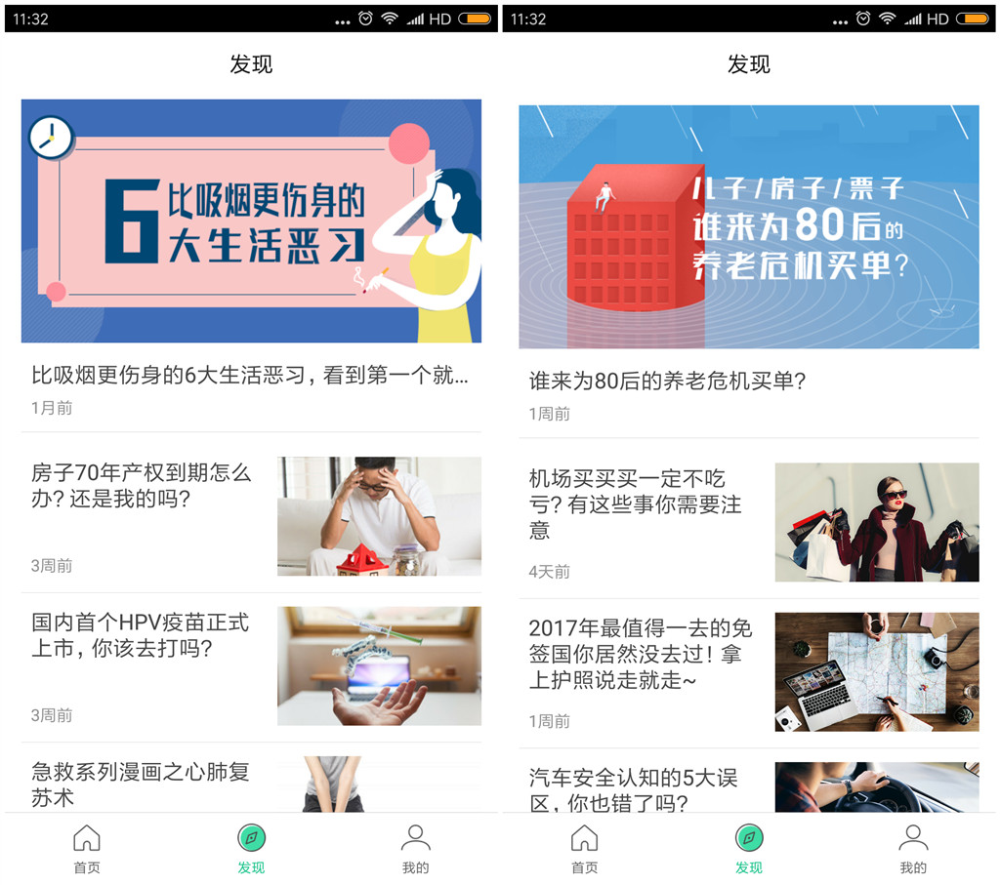 11:32
HD
发现
6
比吸烟更伤身的
大生活恶习
比吸烟更伤身的6大生活恶习，看到第一个就...
1月前
房子70年产权到期怎么
办？还是我的吗？
3周前
国内首个HPV疫苗正式
上市，你该去打吗？
3周前
急救系列漫画之心肺复
苏术
首页
发现
我的
11:32
HD
发现
儿子/房子/票子
谁来为80后的
养老危机买单?
谁来为80后的养老危机买单？
1周前
机场买买买一定不吃
亏？有这些事你需要注
意
4天前
2017年最值得一去的免
签国你居然没去过！拿
上护照说走就走~
1周前
汽车安全认知的5大误
区，你也错了吗？
首页
发现
我的